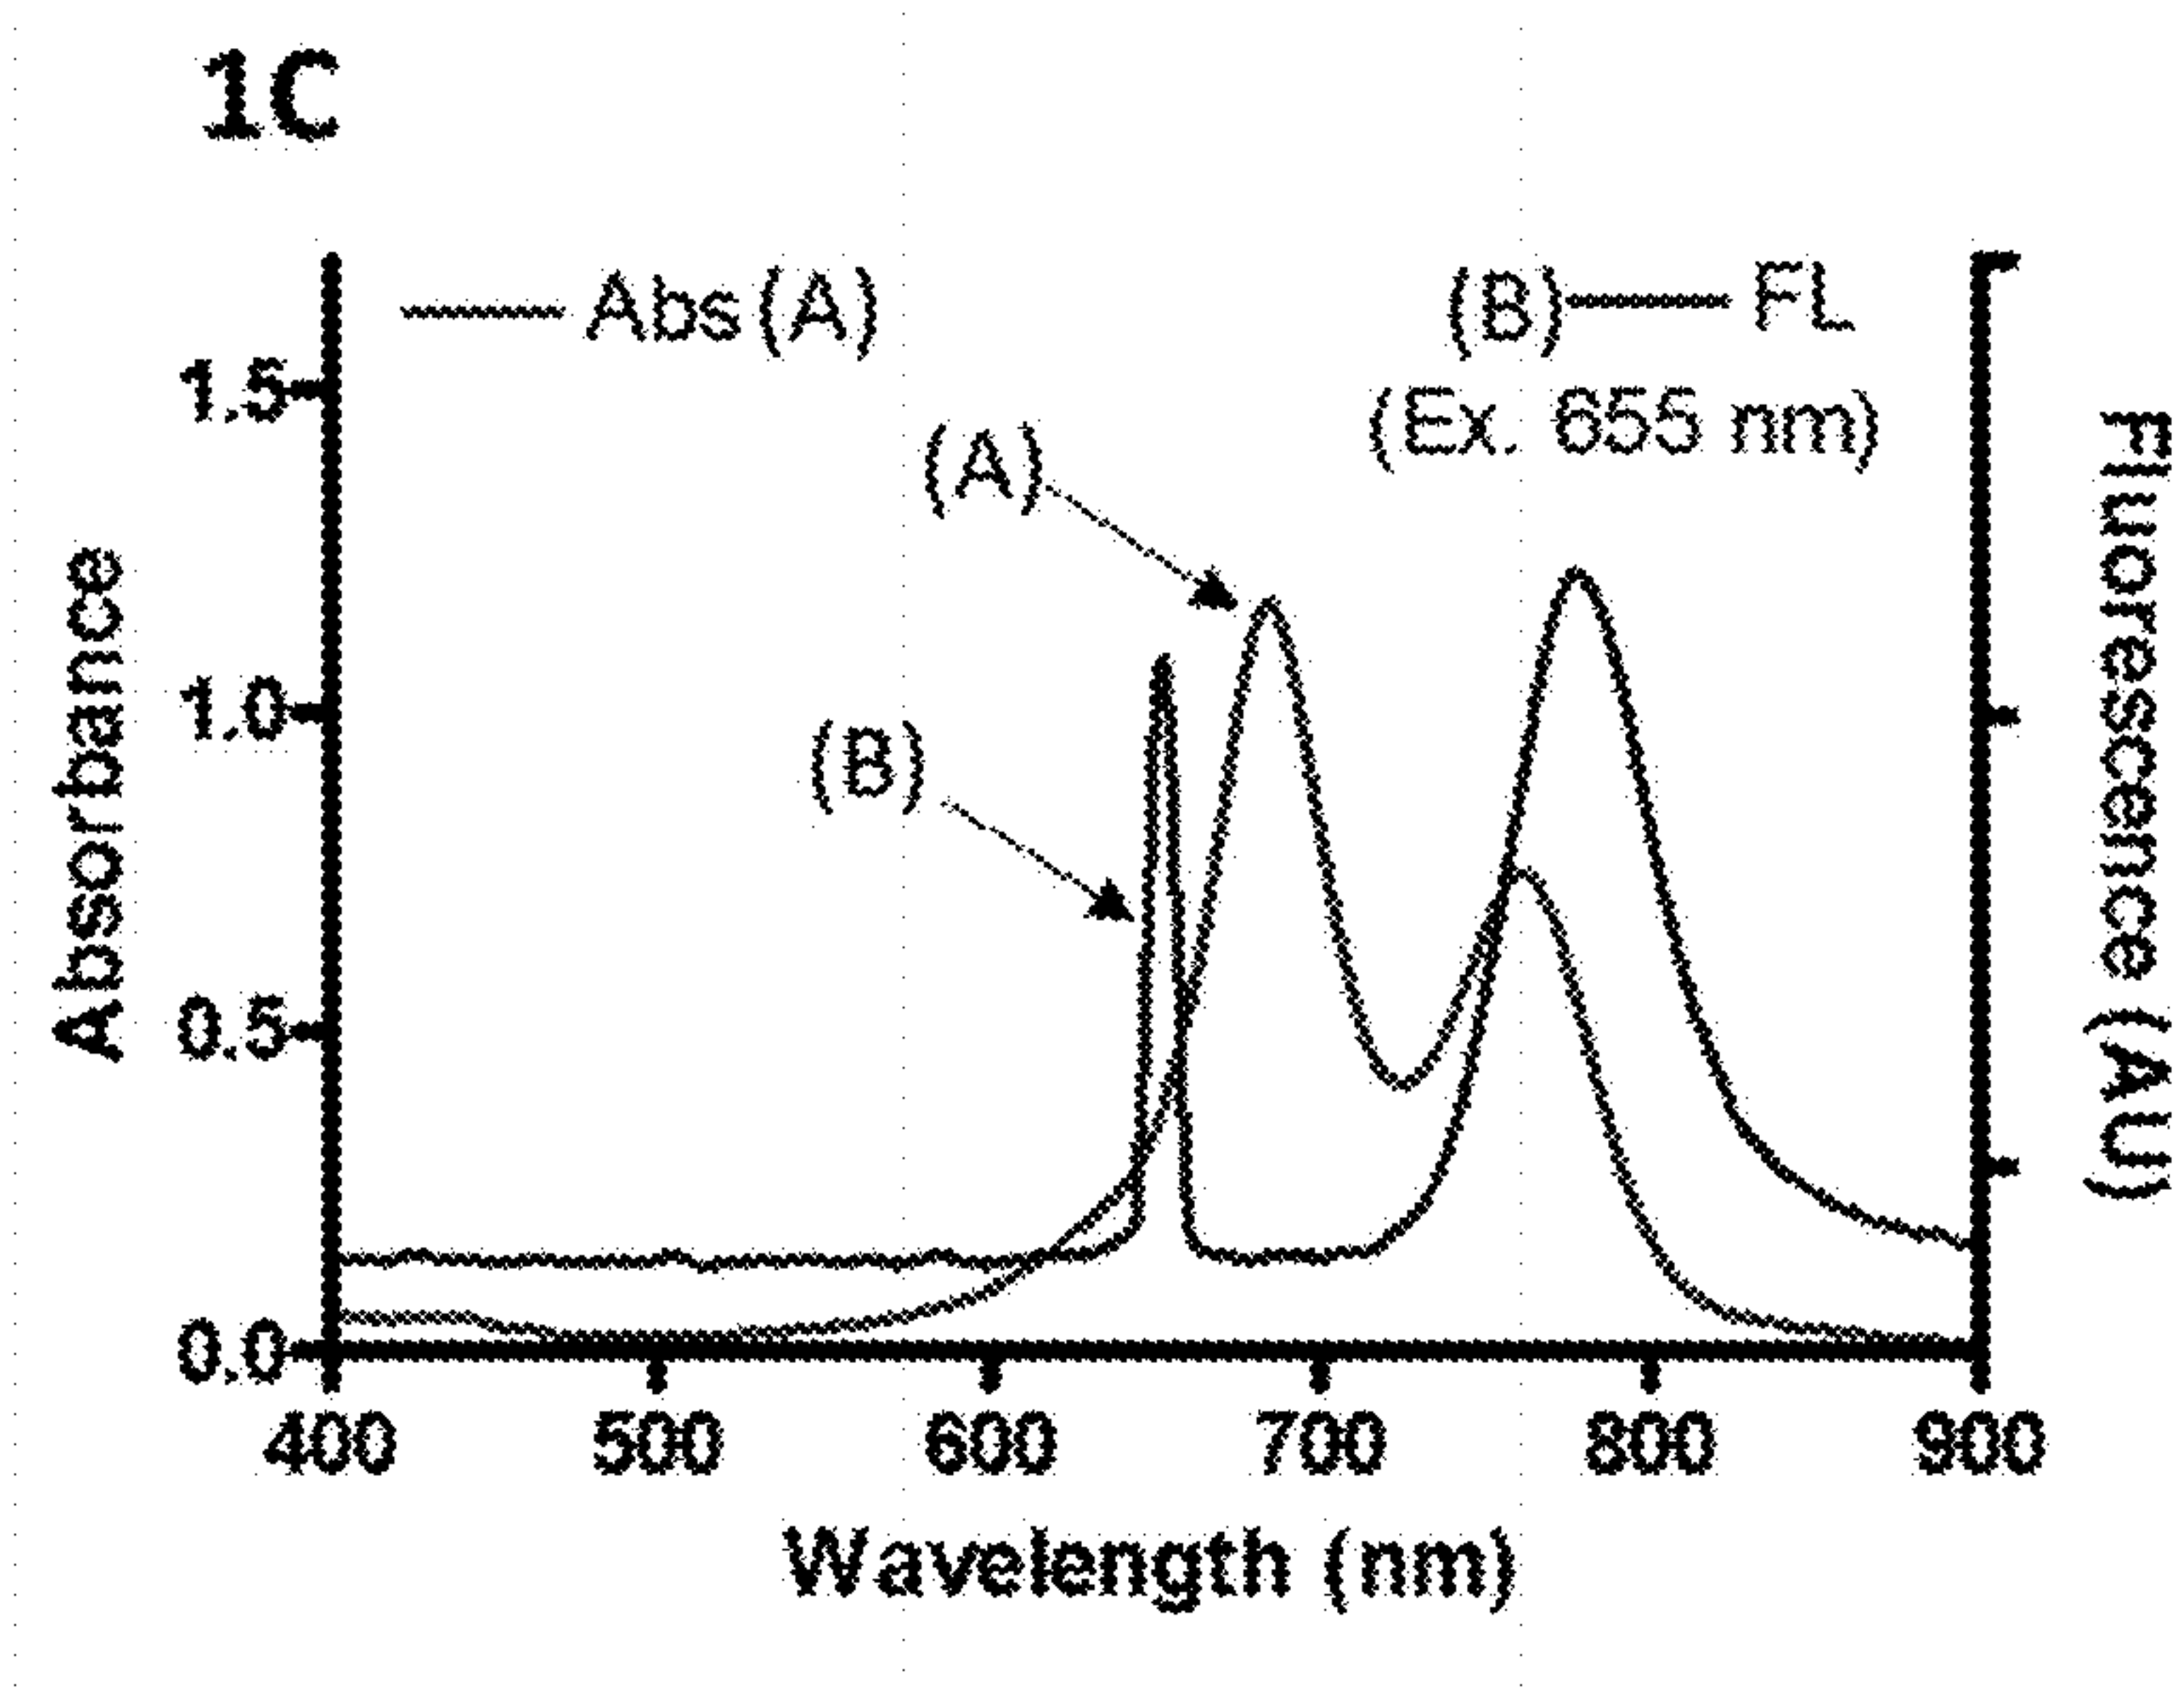 1C
Abs (A)
(B) FL
(Ex. 655 nm)
(A)
(B)
Absorbance
1.5
1.0
0.5
0.0
400 500 600 700 800 900
Wavelength (nm)
Fluorescence (AU)